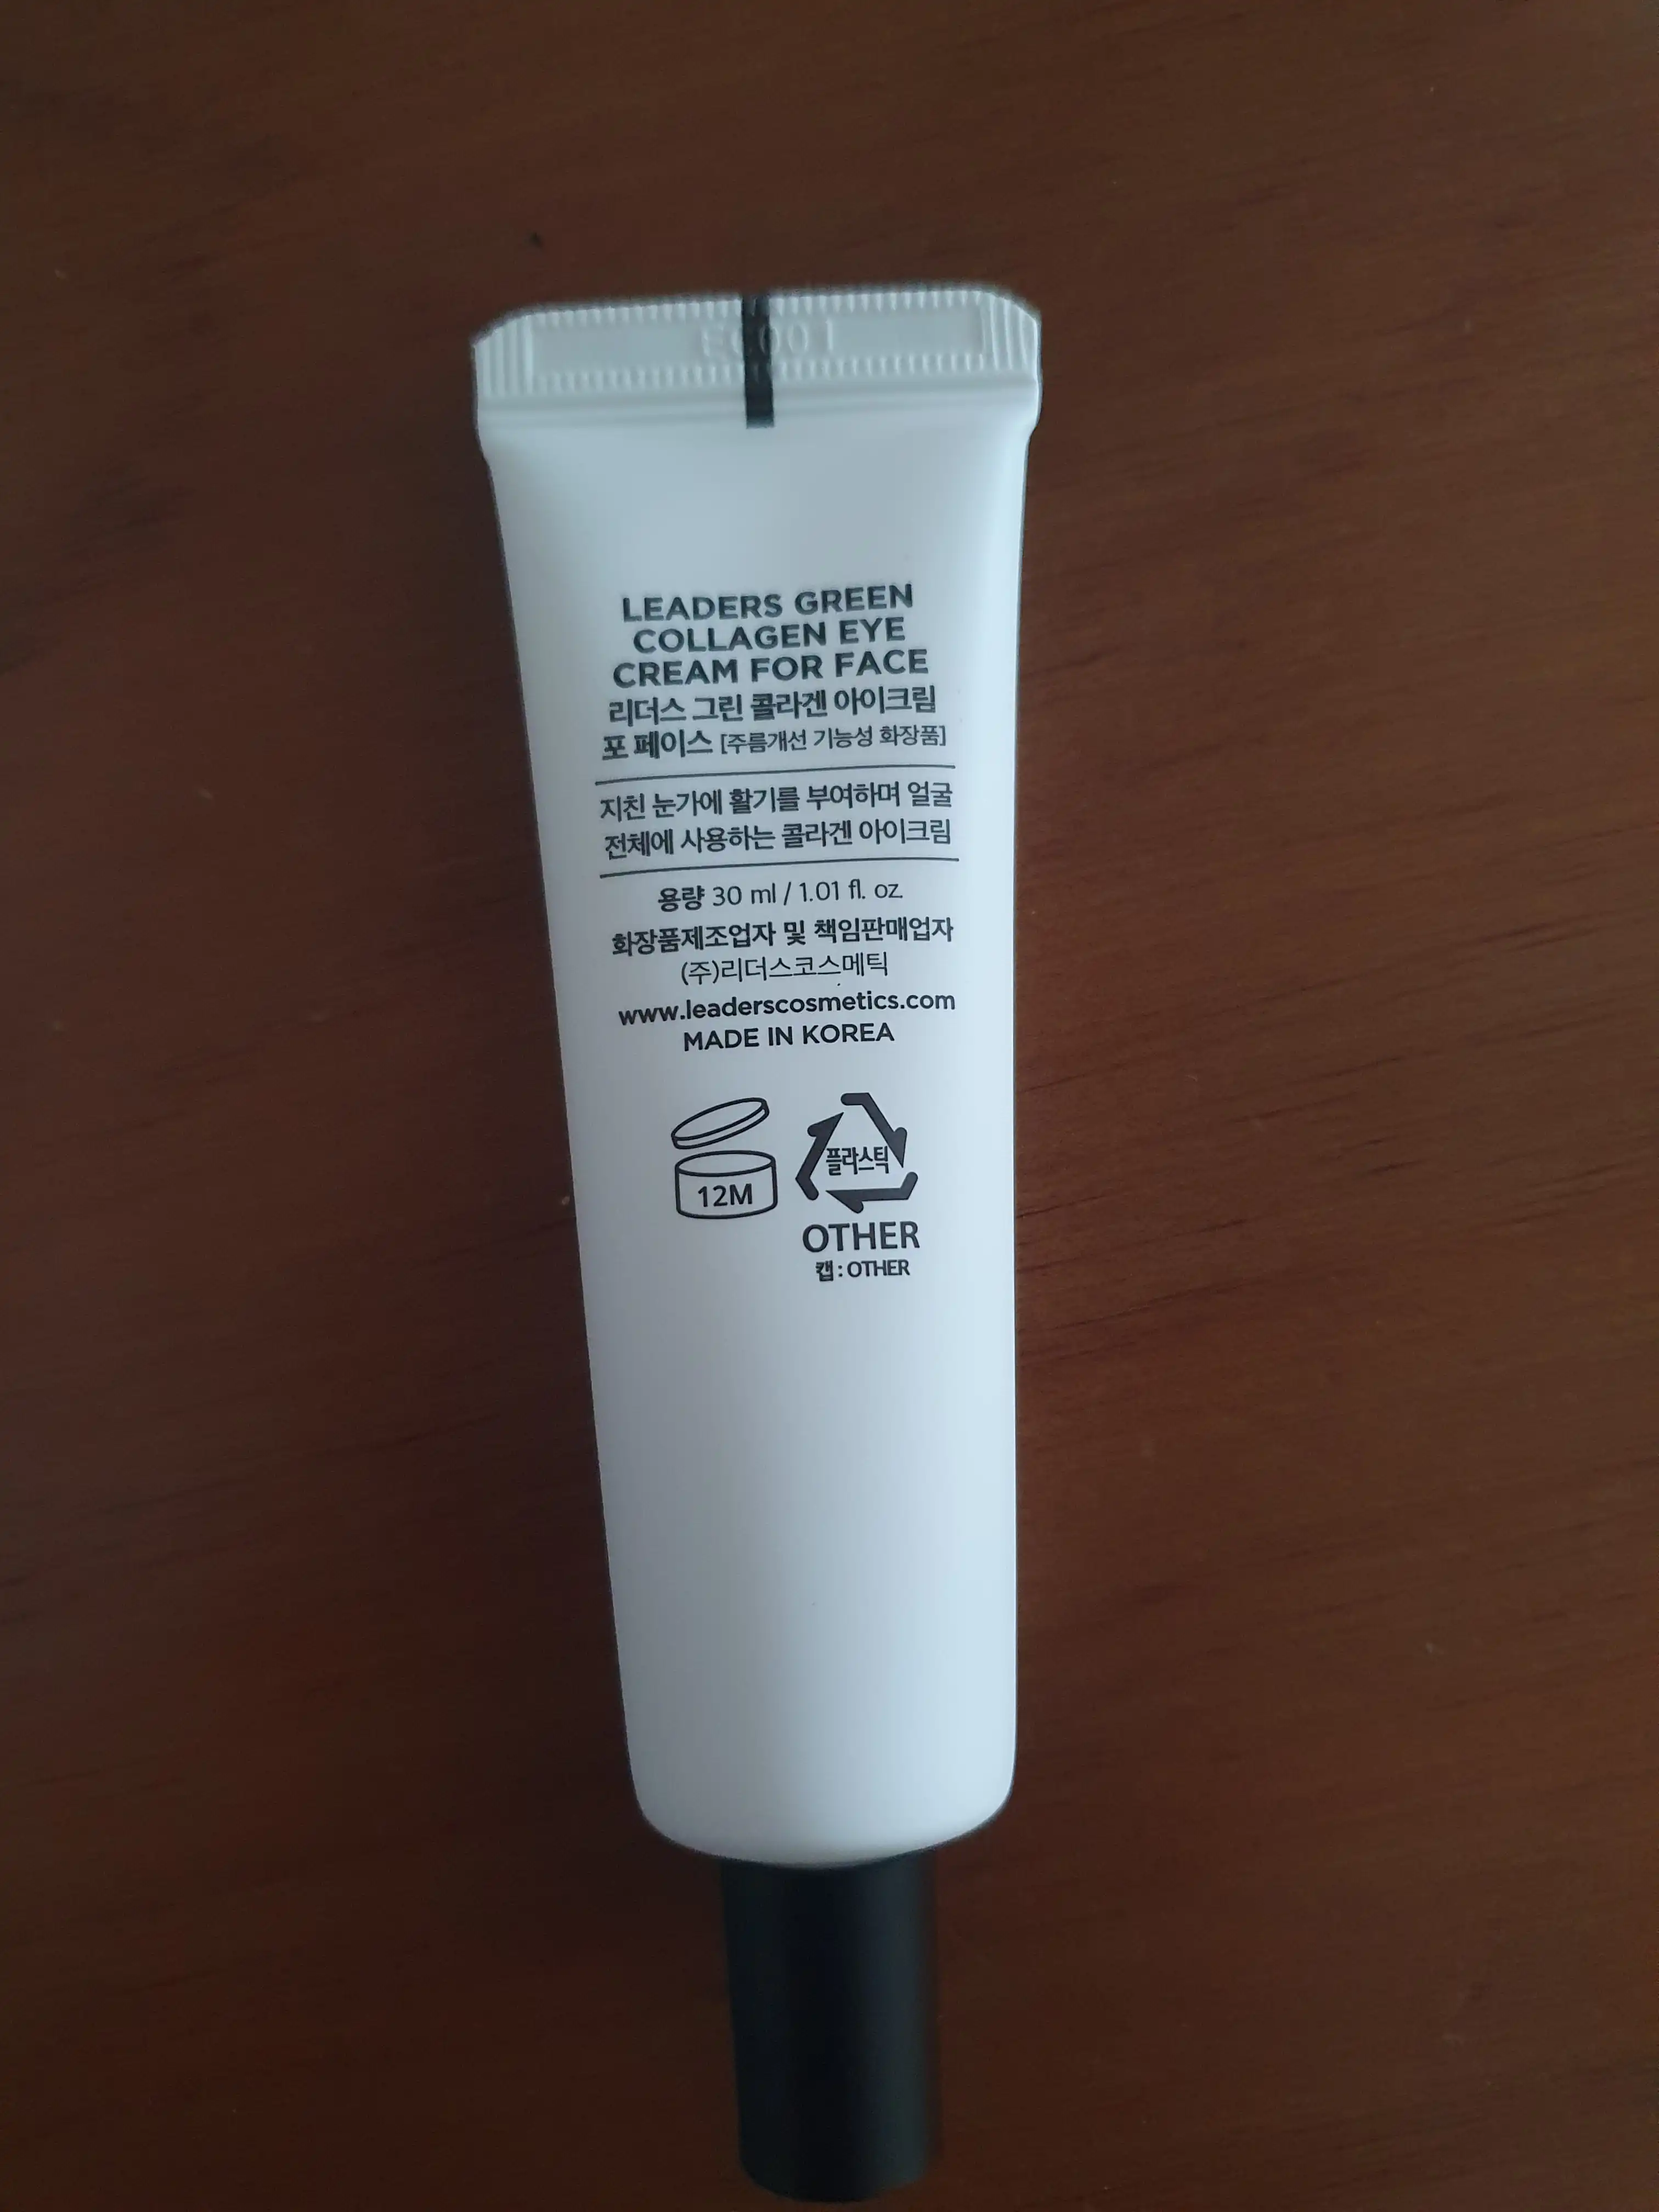 EC001
LEADERS GREEN
COLLAGEN EYE
CREAM FOR FACE
리더스 그린 콜라겐 아이크림
포 페이스 [주름개선 기능성 화장품]
지친 눈가에 활기를 부여하며 얼굴
전체에 사용하는 콜라겐 아이크림
용량 30 ml / 1.01 fl. oz.
화장품제조업자 및 책임판매업자
(주)리더스코스메틱
www.leaderscosmetics.com
MADE IN KOREA
12M
플라스틱
OTHER
캡 : OTHER